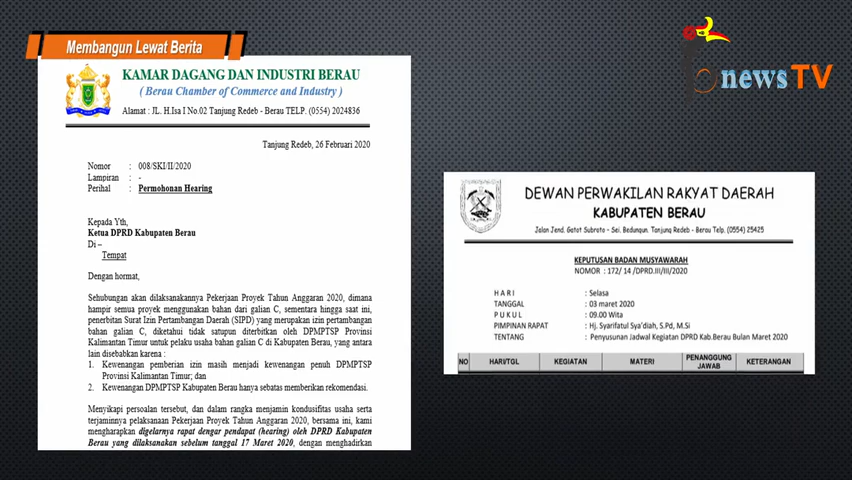 Membangun Lewat Berita
newsTV
KAMAR DAGANG DAN INDUSTRI BERAU
( Berau Chamber of Commerce and Industry )
Alamat : JL. H.Isa I No.02 Tanjung Redeb - Berau TELP. (0554) 2024836
Tanjung Redeb, 26 Februari 2020
Nomor : 008/SKI/II/2020
Lampiran : -
Perihal : Permohonan Hearing
Kepada Yth,
Ketua DPRD Kabupaten Berau
Di –
Tempat
Dengan hormat,
Sehubungan akan dilaksanakannya Pekerjaan Proyek Tahun Anggaran 2020, dimana
hampir semua proyek menggunakan bahan dari galian C, sementara hingga saat ini,
penerbitan Surat Izin Pertambangan Daerah (SIPD) yang merupakan izin pertambangan
bahan galian C, diketahui tidak satupun diterbitkan oleh DPMPTSP Provinsi
Kalimantan Timur untuk pelaku usaha bahan galian C di Kabupaten Berau, yang antara
lain disebabkan karena :
1. Kewenangan pemberian izin masih menjadi kewenangan penuh DPMPTSP
Provinsi Kalimantan Timur; dan
2. Kewenangan DPMPTSP Kabupaten Berau hanya sebatas memberikan rekomendasi.
Menyikapi persoalan tersebut, dan dalam rangka menjamin kondusifitas usaha serta
terjaminnya pelaksanaan Pekerjaan Proyek Tahun Anggaran 2020, bersama ini, kami
mengharapkan digelarnya rapat dengar pendapat (hearing) oleh DPRD Kabupaten
Berau yang dilaksanakan sebelum tanggal 17 Maret 2020, dengan menghadirkan
DEWAN PERWAKILAN RAKYAT DAERAH
KABUPATEN BERAU
Jalan Jend. Gatot Subroto – Sei. Bedungun. Tanjung Redeb - Berau Telp. (0554) 25425
KEPUTUSAN BADAN MUSYAWARAH
NOMOR : 172/ 14 /DPRD.III/III/2020
H A R I : Selasa
TANGGAL : 03 maret 2020
P U K U L : 09.00 Wita
PIMPINAN RAPAT : Hj. Syarifatul Sya'diah, S.Pd, M.Si
TENTANG : Penyusunan Jadwal Kegiatan DPRD Kab.Berau Bulan Maret 2020
NO HARI/TGL KEGIATAN MATERI PENANGGUNG JAWAB KETERANGAN